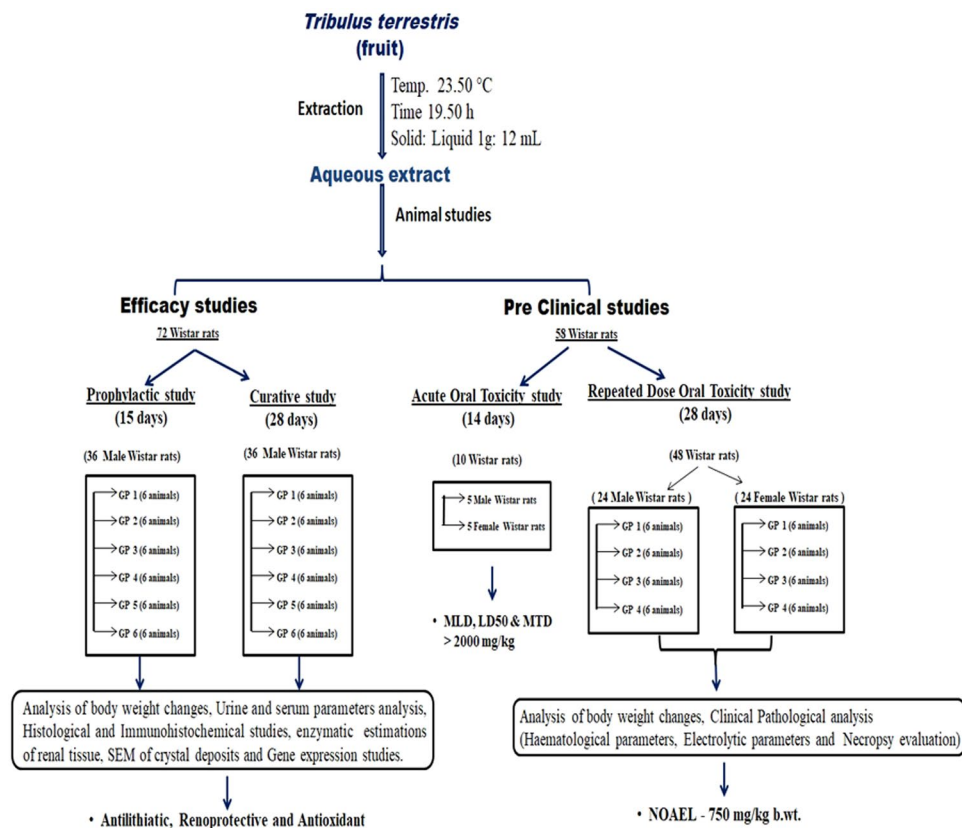 Tribulus terrestris
(fruit)
Extraction
Temp. 23.50 °C
Time 19.50 h
Solid: Liquid 1g: 12 mL
Aqueous extract
Animal studies
Efficacy studies
72 Wistar rats
Prophylactic study
(15 days)
(36 Male Wistar rats)
GP 1 (6 animals)
GP 2 (6 animals)
GP 3 (6 animals)
GP 4 (6 animals)
GP 5 (6 animals)
GP 6 (6 animals)
Curative study
(28 days)
(36 Male Wistar rats)
GP 1 (6 animals)
GP 2 (6 animals)
GP 3 (6 animals)
GP 4 (6 animals)
GP 5 (6 animals)
GP 6 (6 animals)
Analysis of body weight changes, Urine and serum parameters analysis,
Histological and Immunohistochemical studies, enzymatic estimations
of renal tissue, SEM of crystal deposits and Gene expression studies.
• Antilithiatic, Renoprotective and Antioxidant
Pre Clinical studies
58 Wistar rats
Acute Oral Toxicity study
(14 days)
(10 Wistar rats)
5 Male Wistar rats
5 Female Wistar rats
• MLD, LD50 & MTD
> 2000 mg/kg
Repeated Dose Oral Toxicity study
(28 days)
(48 Wistar rats)
(24 Male Wistar rats )
GP 1 (6 animals)
GP 2 (6 animals)
GP 3 (6 animals)
GP 4 (6 animals)
(24 Female Wistar rats )
GP 1 (6 animals)
GP 2 (6 animals)
GP 3 (6 animals)
GP 4 (6 animals)
Analysis of body weight changes, Clinical Pathological analysis
(Haematological parameters, Electrolytic parameters and Necropsy evaluation)
• NOAEL - 750 mg/kg b.wt.